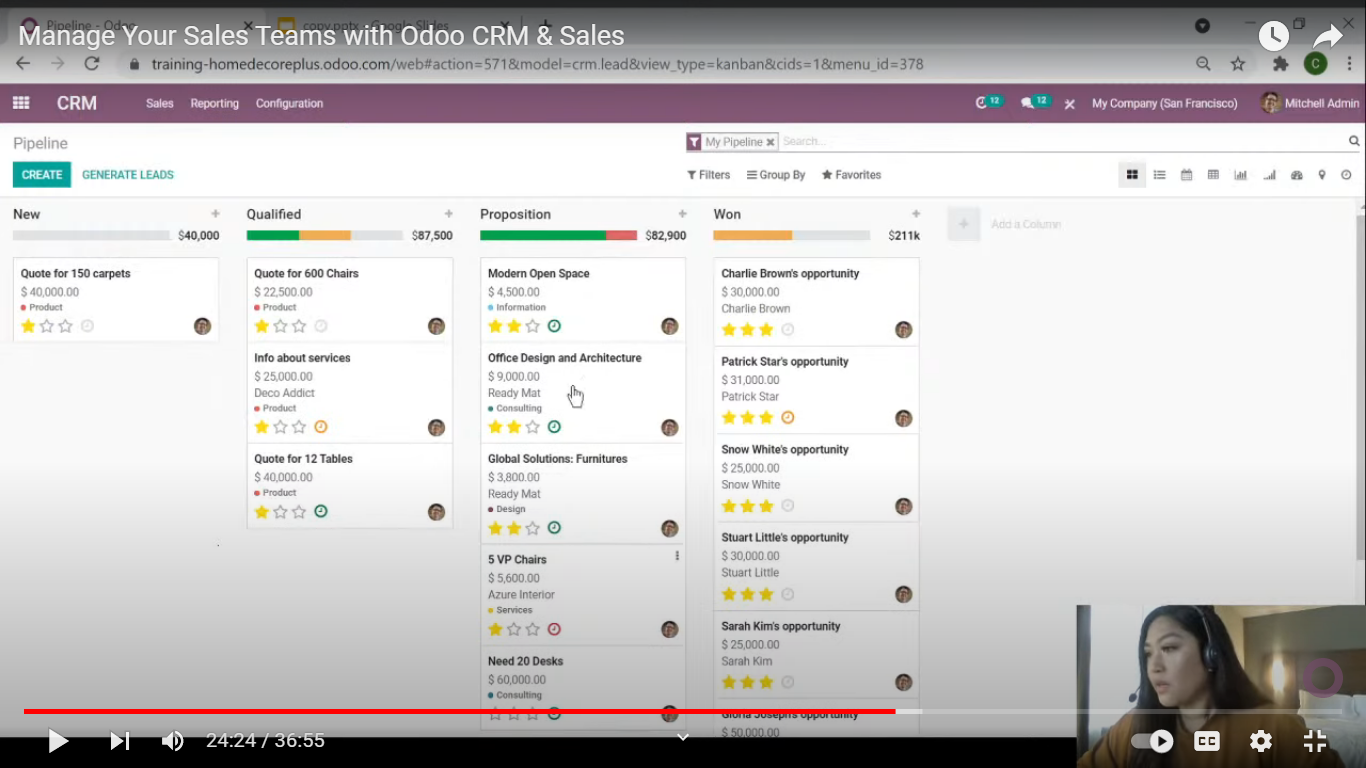 Pipeline - Odoo
copy.pptx - Google Slides
Manage Your Sales Teams with Odoo CRM & Sales
training-homedecoreplus.odoo.com/web#action=571&model=crm.lead&view_type=kanban&cids=1&menu_id=378
C
CRM Sales Reporting Configuration 12 12 My Company (San Francisco) Mitchell Admin
Pipeline
My Pipeline Search...
CREATE GENERATE LEADS Filters Group By Favorites
New
$40,000
Quote for 150 carpets
$ 40,000.00
Product
Qualified
$87,500
Quote for 600 Chairs
$ 22,500.00
Product
Info about services
$ 25,000.00
Deco Addict
Product
Quote for 12 Tables
$ 40,000.00
Product
Proposition
$82,900
Modern Open Space
$ 4,500.00
Information
Office Design and Architecture
$ 9,000.00
Ready Mat
Consulting
Global Solutions: Furnitures
$ 3,800.00
Ready Mat
Design
5 VP Chairs
$ 5,600.00
Azure Interior
Services
Need 20 Desks
$ 60,000.00
Consulting
Won
$211k
Charlie Brown's opportunity
$ 30,000.00
Charlie Brown
Patrick Star's opportunity
$ 31,000.00
Patrick Star
Snow White's opportunity
$ 25,000.00
Snow White
Stuart Little's opportunity
$ 30,000.00
Stuart Little
Sarah Kim's opportunity
$ 25,000.00
Sarah Kim
Gloria Joseph's opportunity
$ 50,000.00
Add a Column
24:24 / 36:55
CC